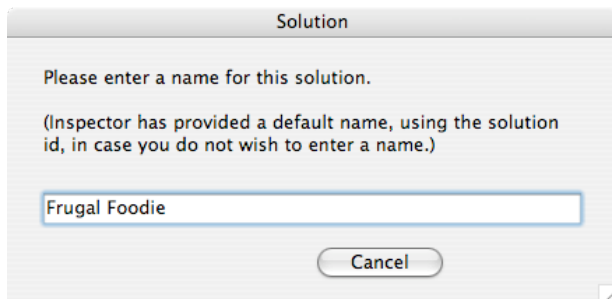 Solution
Please enter a name for this solution.
(Inspector has provided a default name, using the solution
id, in case you do not wish to enter a name.)
Frugal Foodie
Cancel